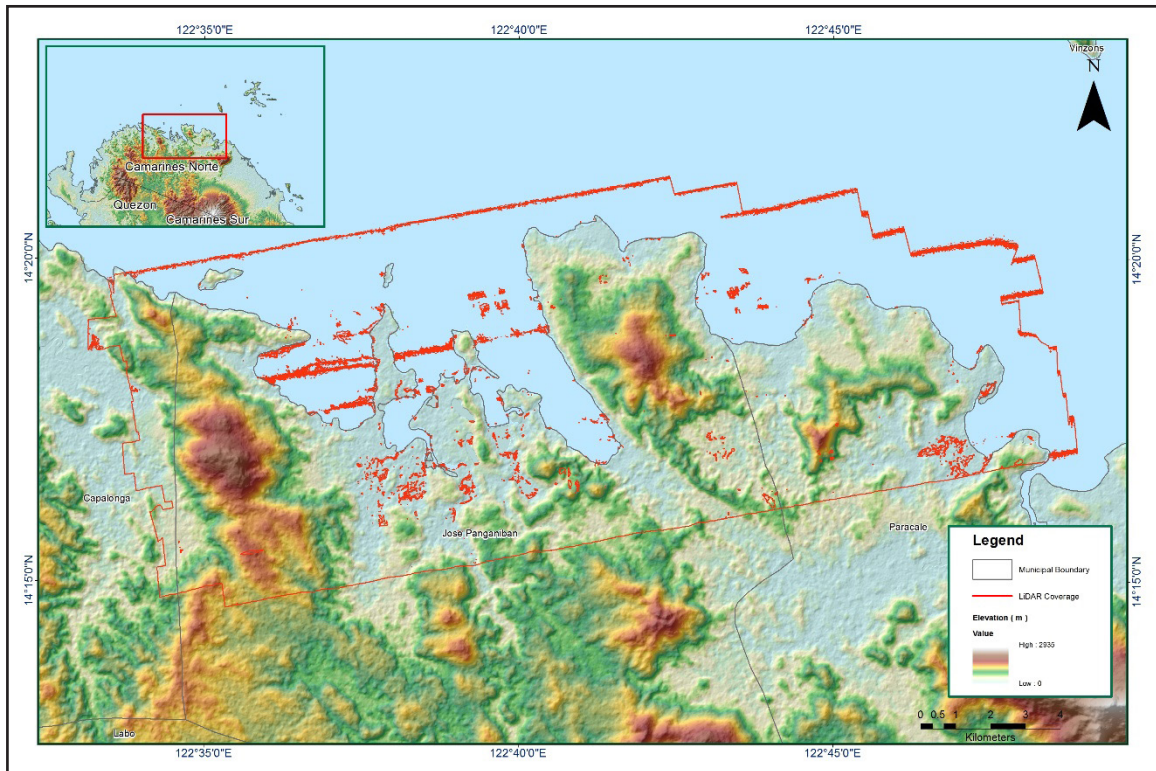 122°35'0"E
122°40'0"E
122°45'0"E
Vinzons
N
Camarines Norte
Quezon
Camarines Sur
14°20'0"N
14°20'0"N
Capalonga
Jose Panganiban
Paracale
14°15'0"N
14°15'0"N
Legend
Municipal Boundary
LiDAR Coverage
Elevation ( m )
Value
High : 2935
Low : 0
0 0.5 1 2 3 4
Kilometers
Labo
122°35'0"E
122°40'0"E
122°45'0"E